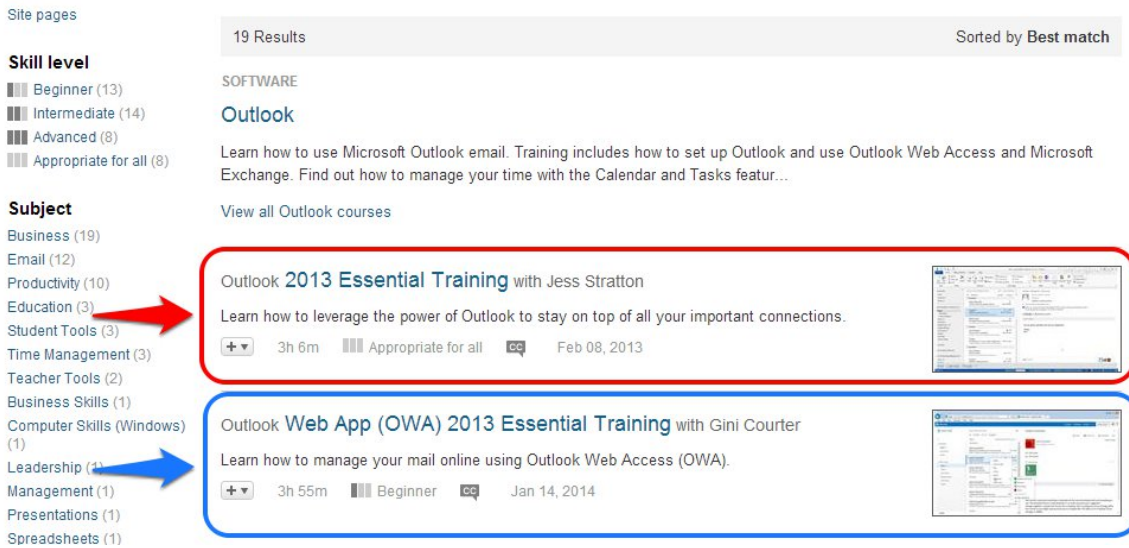 Site pages
Skill level
Beginner (13)
Intermediate (14)
Advanced (8)
Appropriate for all (8)
Subject
Business (19)
Email (12)
Productivity (10)
Education (3)
Student Tools (3)
Time Management (3)
Teacher Tools (2)
Business Skills (1)
Computer Skills (Windows)
(1)
Leadership (1)
Management (1)
Presentations (1)
Spreadsheets (1)
19 Results
Sorted by Best match
SOFTWARE
Outlook
Learn how to use Microsoft Outlook email. Training includes how to set up Outlook and use Outlook Web Access and Microsoft
Exchange. Find out how to manage your time with the Calendar and Tasks featur...
View all Outlook courses
Outlook 2013 Essential Training with Jess Stratton
Learn how to leverage the power of Outlook to stay on top of all your important connections.
+ 3h 6m Appropriate for all CC Feb 08, 2013
Outlook Web App (OWA) 2013 Essential Training with Gini Courter
Learn how to manage your mail online using Outlook Web Access (OWA).
+ 3h 55m Beginner CC Jan 14, 2014